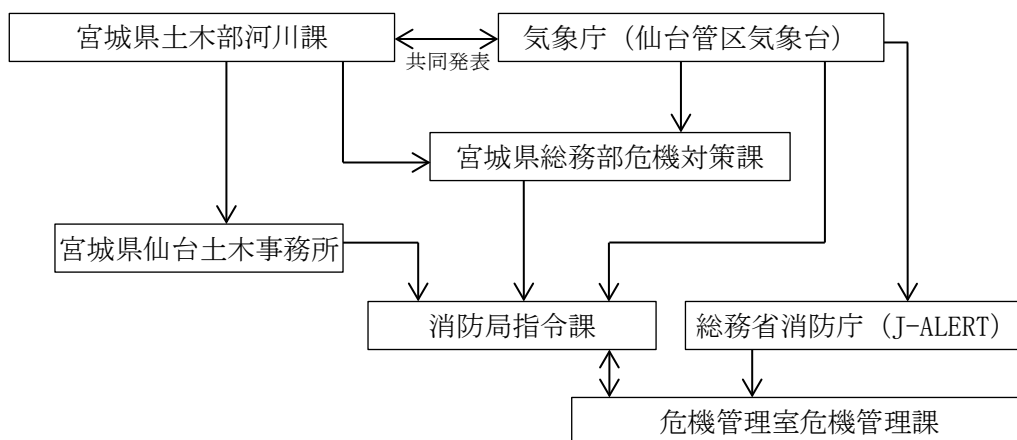 宮城県土木部河川課
気象庁（仙台管区気象台）
共同発表
宮城県総務部危機対策課
宮城県仙台土木事務所
消防局指令課
総務省消防庁（J-ALERT）
危機管理室危機管理課